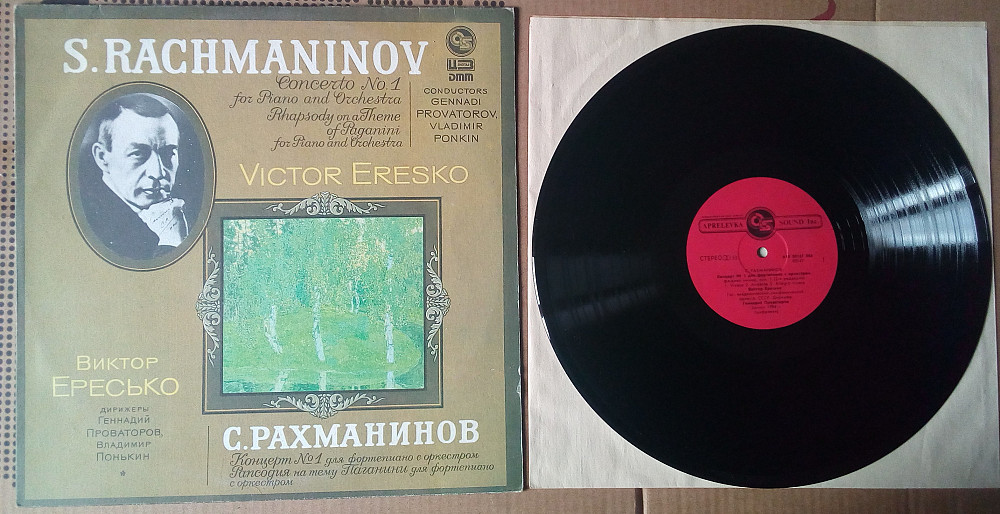 S. RACHMANINOV
Concerto No. 1
for Piano and Orchestra
Rhapsody on a Theme
of Paganini
for Piano and Orchestra
DMM
CONDUCTORS
GENNADI
PROVATOROV,
VLADIMIR
PONKIN
VICTOR ERESKO
ВИКТОР
ЕРЕСЬКО
ДИРИЖЕРЫ
ГЕННАДИЙ
ПРОВАТОРОВ,
ВЛАДИМИР
ПОНЬКИН
С. РАХМАНИНОВ
Концерт №1 для фортепиано с оркестром
Рапсодия на тему Паганини для фортепиано
с оркестром
APRELEVKA SOUND Inc
СТЕРЕО